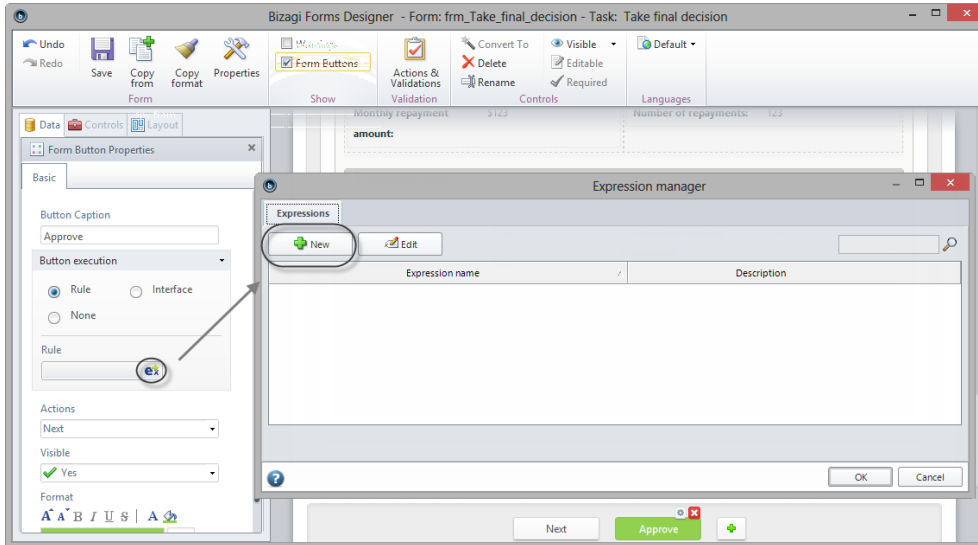 Bizagi Forms Designer - Form: frm_Take_final_decision - Task: Take final decision
Undo
Redo
Save
Copy from
Copy format
Properties
Form
Form Buttons
Show
Actions & Validations
Validation
Convert To
Delete
Rename
Visible
Editable
Required
Controls
Default
Languages
Data
Controls
Layout
Form Button Properties
Basic
Button Caption
Approve
Button execution
Rule
Interface
None
Rule
ex
Actions
Next
Visible
Yes
Format
A A B I U S A
Monthly repayment
amount:
$123
Number of repayments:
123
Expression manager
Expressions
New
Edit
Expression name
Description
OK
Cancel
Next
Approve